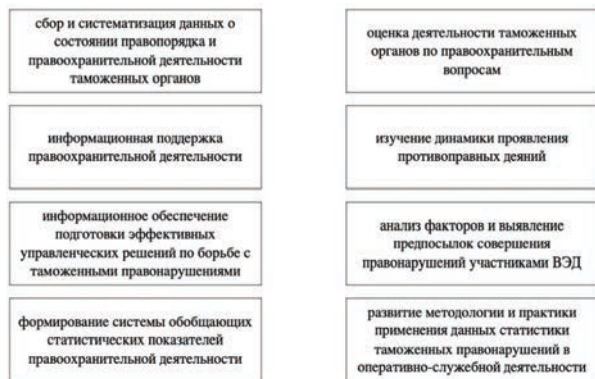 сбор и систематизация данных о
состоянии правопорядка и
правоохранительной деятельности
таможенных органов
оценка деятельности таможенных
органов по правоохранительным
вопросам
информационная поддержка
правоохранительной деятельности
изучение динамики проявления
противоправных деяний
информационное обеспечение
подготовки эффективных
управленческих решений по борьбе с
таможенными правонарушениями
анализ факторов и выявление
предпосылок совершения
правонарушений участниками ВЭД
формирование системы обобщающих
статистических показателей
правоохранительной деятельности
развитие методологии и практики
применения данных статистики
таможенных правонарушений в
оперативно-служебной деятельности